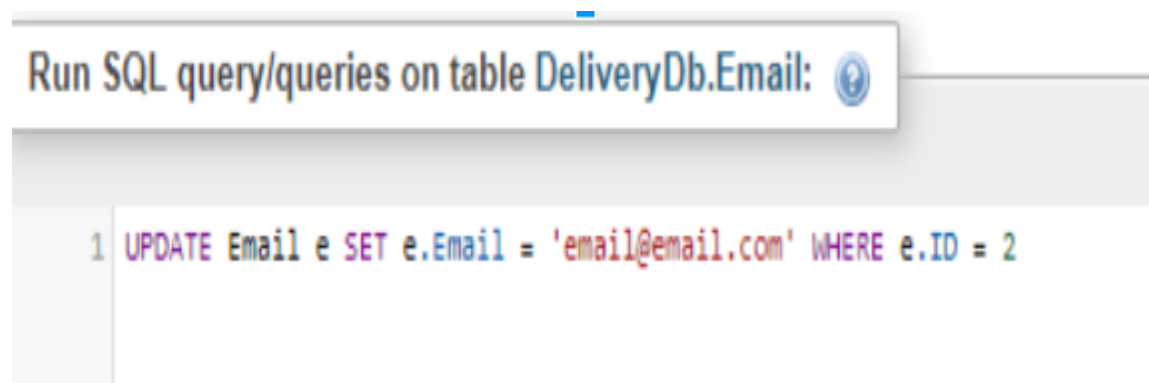 Run SQL query/queries on table DeliveryDb.Email:
1 UPDATE Email e SET e.Email = 'email@email.com' WHERE e.ID = 2